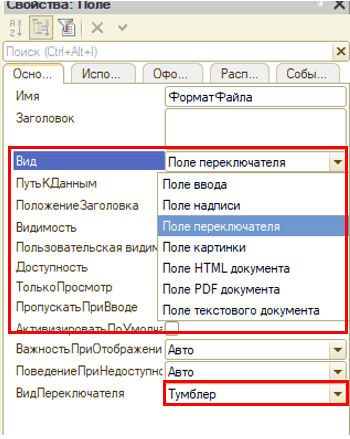 Свойства: Поле
Поиск (Ctrl+Alt+I)
Осно... Испо... Офо... Расп... Собы...
Имя ФорматФайла
Заголовок
Вид Поле переключателя
ПутьКДанным Поле ввода
ПоложениеЗаголовка Поле надписи
Видимость Поле переключателя
Пользовательская видим Поле картинки
Доступность Поле HTML документа
ТолькоПросмотр Поле PDF документа
ПропускатьПриВводе Поле текстового документа
АктивизироватьПоУмолча
ВажностьПриОтображени Авто
ПоведениеПриНедоступно Авто
ВидПереключателя Тумблер